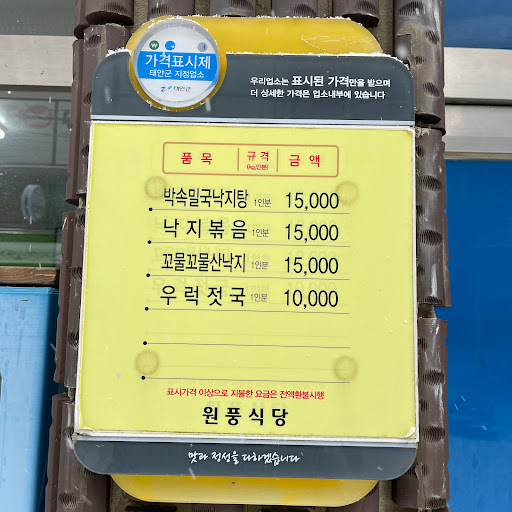 가격표시제
태안군 지정업소
태안군
우리업소는 표시된 가격만을 받으며
더 상세한 가격은 업소내부에 있습니다
품목 규격 금액
(kg,인분)
박속밀국낙지탕 1인분 15,000
낙지볶음 1인분 15,000
꼬물꼬물산낙지 1인분 15,000
우럭젓국 1인분 10,000
표시가격 이상으로 지불한 요금은 전액환불시행
원풍식당
맛과 정성을 다하겠습니다